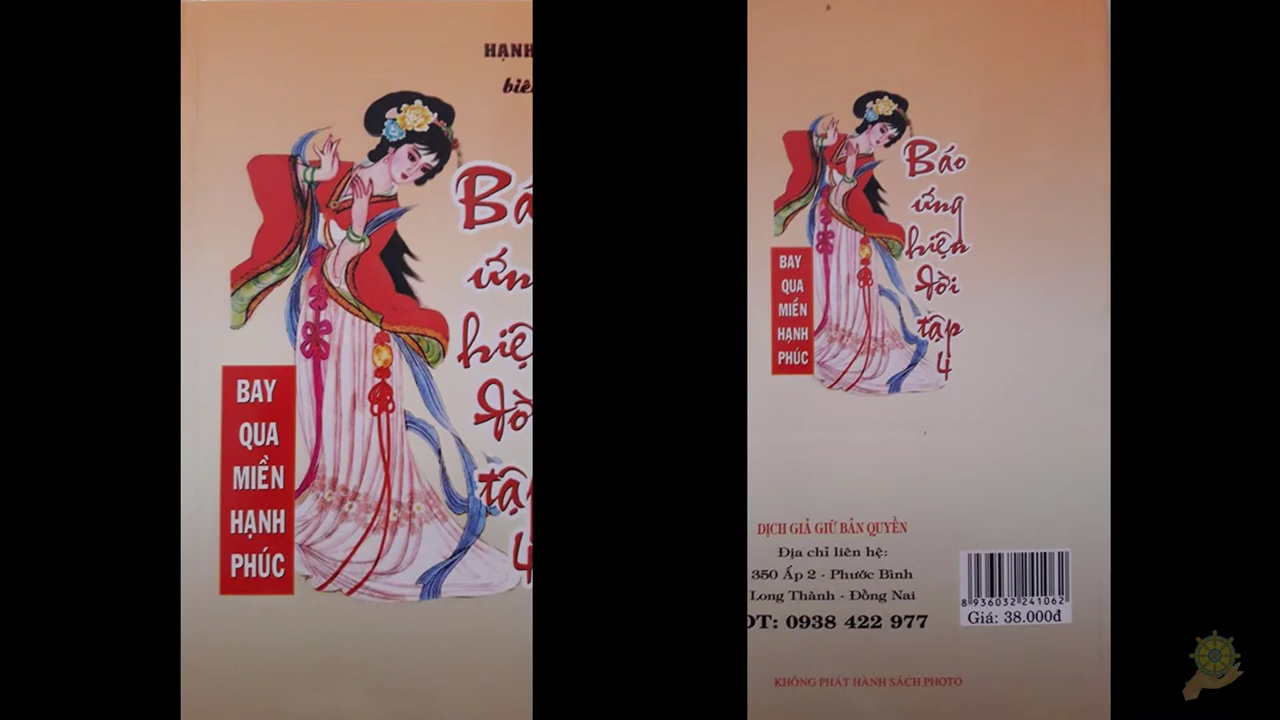 HẠNH
biên
Bá
ứn
hiệ
đờ
tập
4
BAY
QUA
MIỀN
HẠNH
PHÚC
Báo
ứng
hiện
đời
tập
4
BAY
QUA
MIỀN
HẠNH
PHÚC
DỊCH GIẢ GIỮ BẢN QUYỀN
Địa chỉ liên hệ:
350 Ấp 2 - Phước Bình
Long Thành - Đồng Nai
ĐT: 0938 422 977
8 936032 241062
Giá: 38.000đ
KHÔNG PHÁT HÀNH SÁCH PHOTO